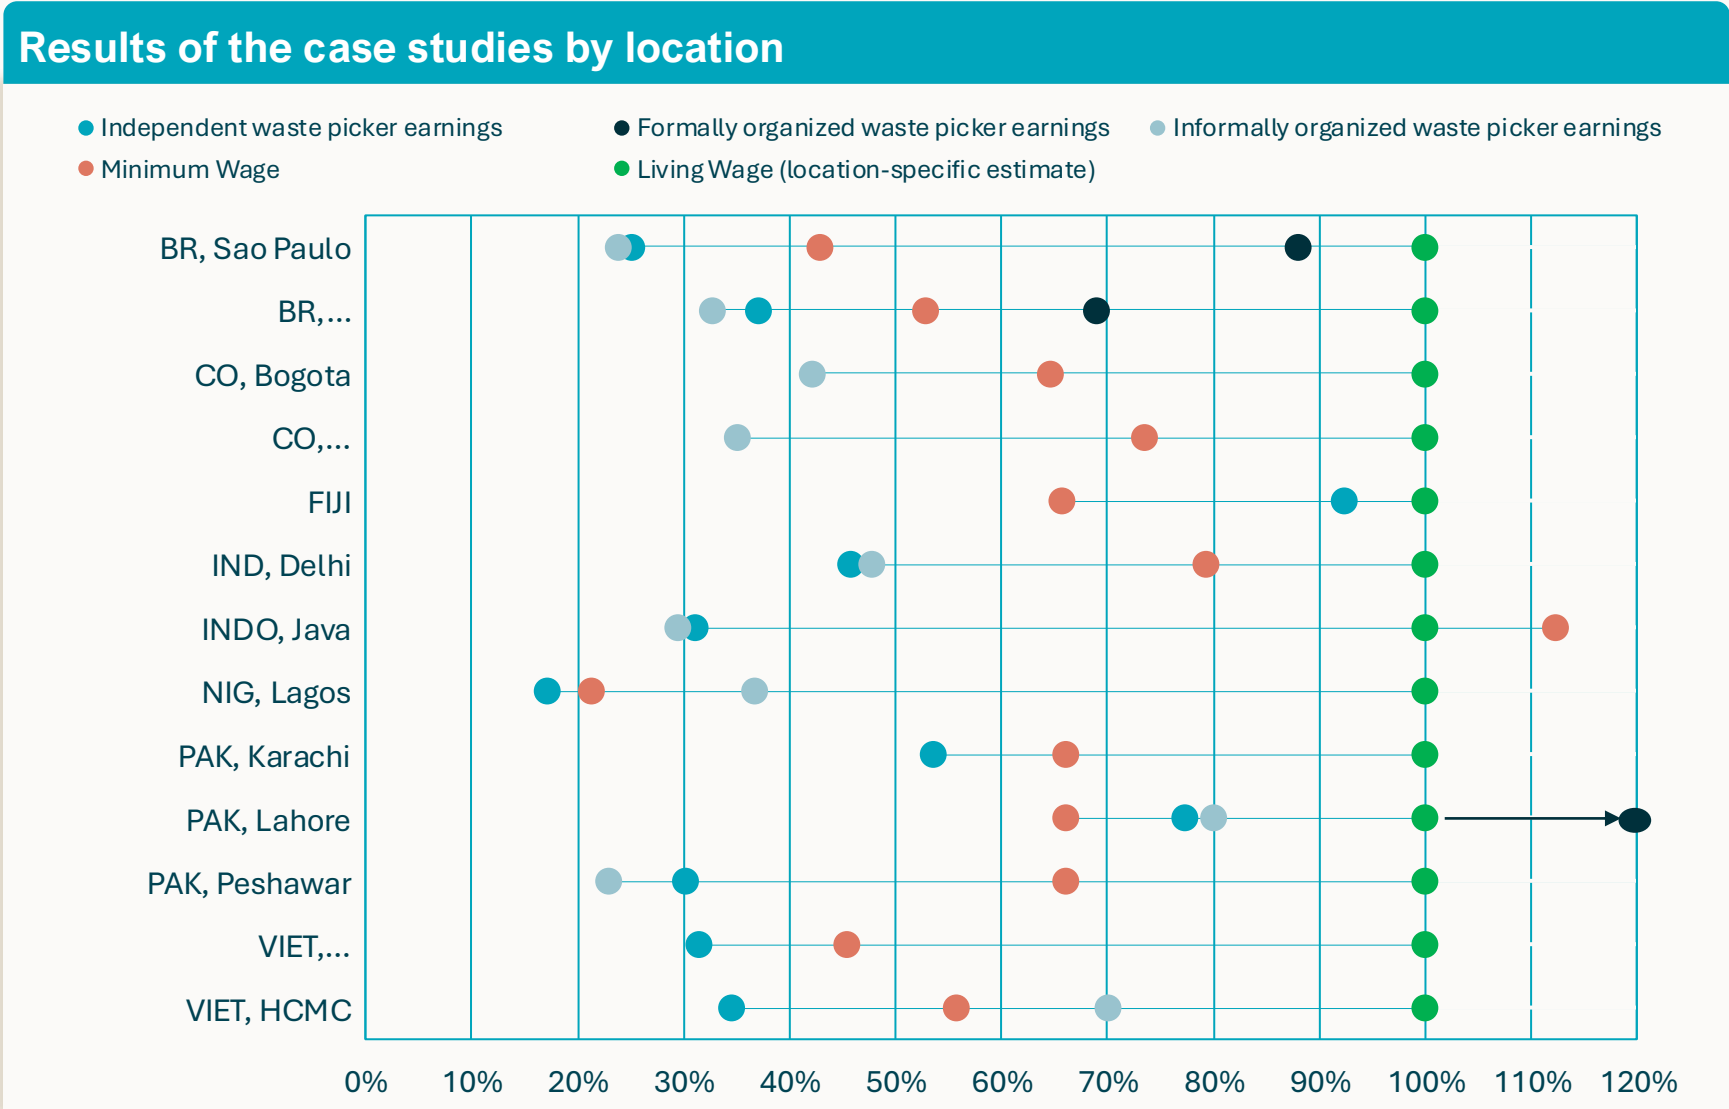 Results of the case studies by location
Independent waste picker earnings
Formally organized waste picker earnings
Informally organized waste picker earnings
Minimum Wage
Living Wage (location-specific estimate)
BR, Sao Paulo
BR,...
CO, Bogota
CO,...
FIJI
IND, Delhi
INDO, Java
NIG, Lagos
PAK, Karachi
PAK, Lahore
PAK, Peshawar
VIET,...
VIET, HCMC
0% 10% 20% 30% 40% 50% 60% 70% 80% 90% 100% 110% 120%